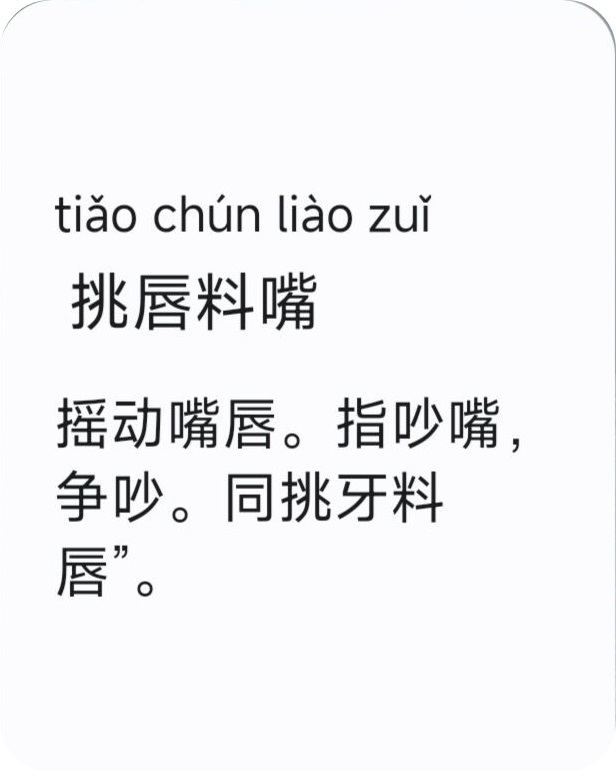 tiǎo chún liào zuǐ
挑唇料嘴
摇动嘴唇。指吵嘴,
争吵。同挑牙料
唇”。